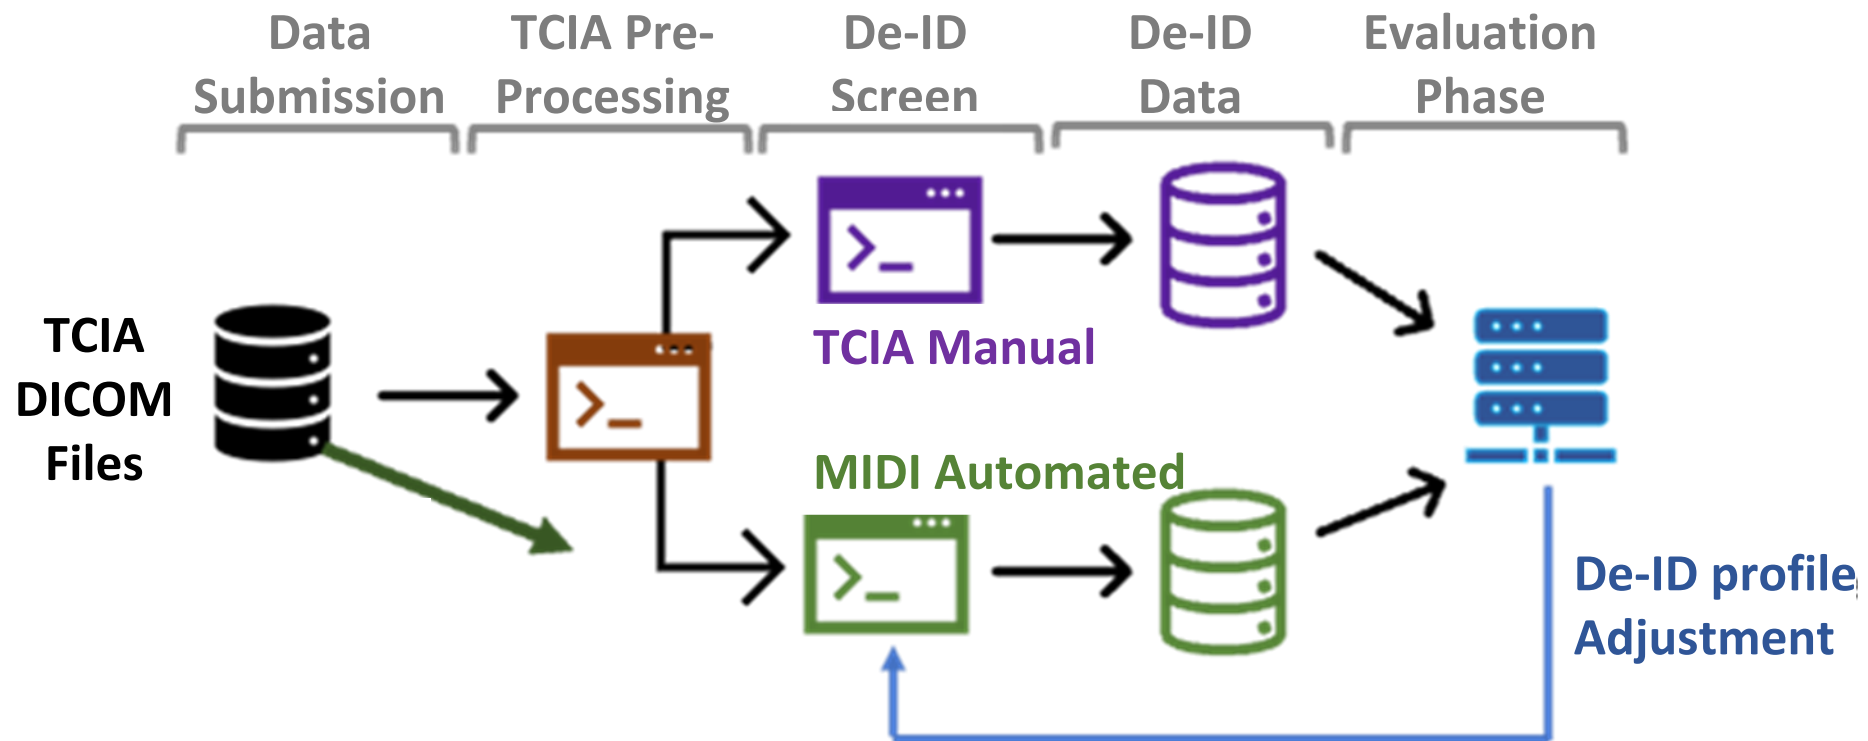 Data
Submission
TCIA Pre-
Processing
De-ID
Screen
De-ID
Data
Evaluation
Phase
TCIA
DICOM
Files
TCIA Manual
MIDI Automated
De-ID profile
Adjustment